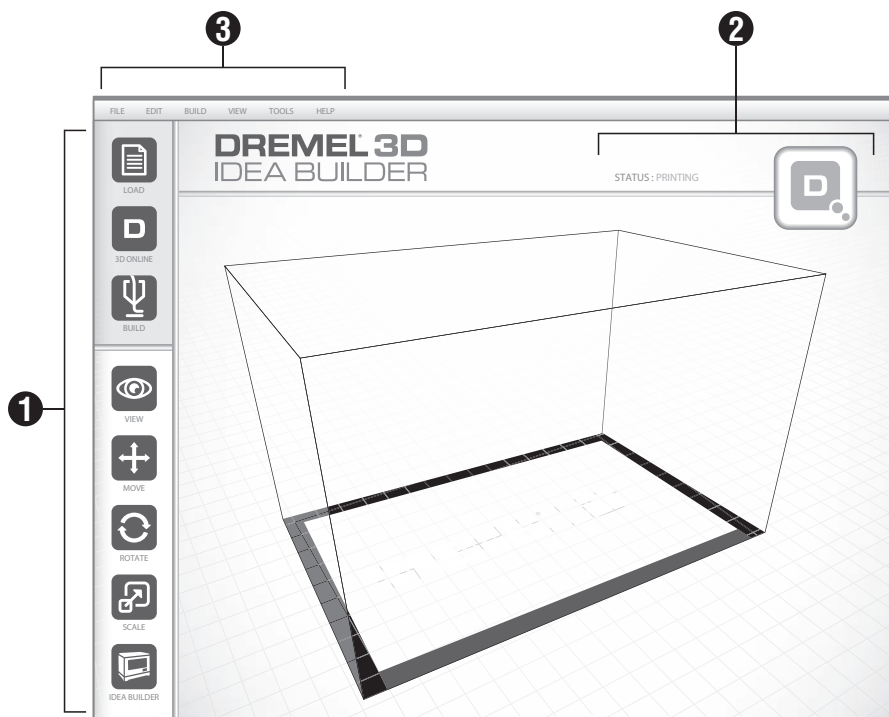 3
2
FILE EDIT BUILD VIEW TOOLS HELP
DREMEL 3D
IDEA BUILDER
STATUS : PRINTING
D
LOAD
D
3D ONLINE
BUILD
1
VIEW
MOVE
ROTATE
SCALE
IDEA BUILDER